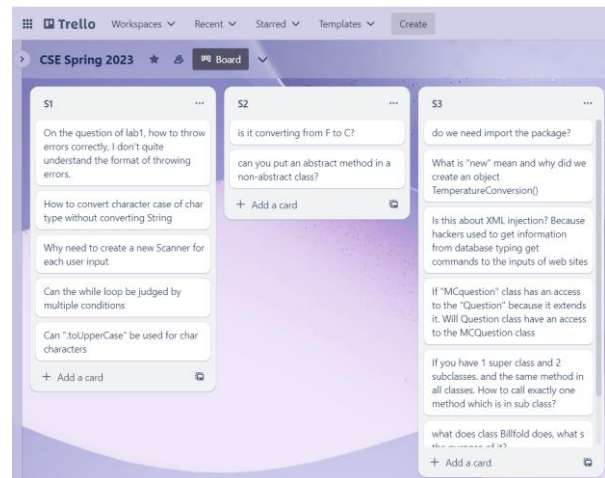 Trello
Workspaces
Recent
Starred
Templates
Create
CSE Spring 2023
Board
S1
On the question of lab1, how to throw
errors correctly. I don't quite
understand the format of throwing
errors.
How to convert character case of char
type without converting String
Why need to create a new Scanner for
each user input
Can the while loop be judged by
multiple conditions
Can ".toUpperCase" be used for char
characters
+ Add a card
S2
is it converting from F to C?
can you put an abstract method in a
non-abstract class?
+ Add a card
S3
do we need import the package?
What is "new" mean and why did we
create an object
TemperatureConversion()
Is this about XML injection? Because
hackers used to get information
from database typing get
commands to the inputs of web sites
If "MCquestion" class has an access
to the "Question" because it extends
it. Will Question class have an access
to the MCQuestion class
If you have 1 super class and 2
subclasses. and the same method in
all classes. How to call exactly one
method which is in sub class?
what does class Billfold does, what s
the purpose of it?
+ Add a card